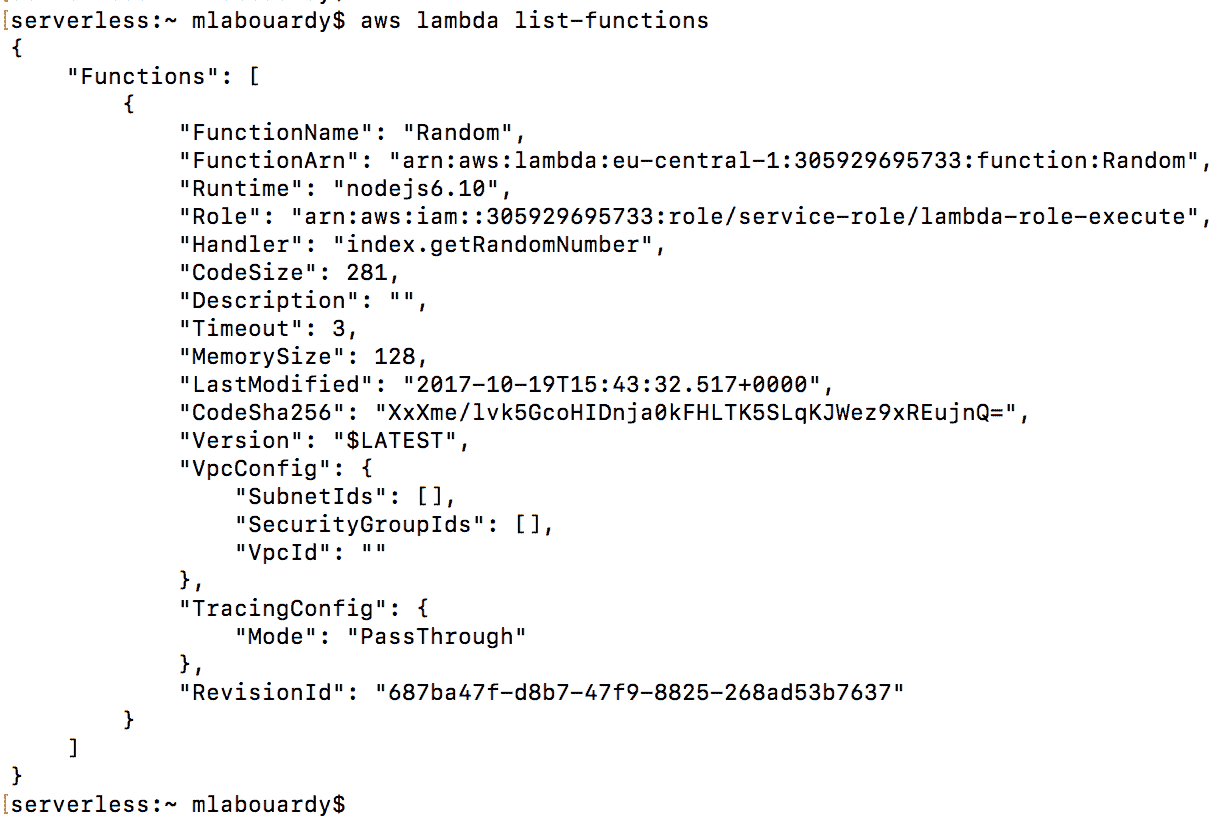 [serverless:~ mlabouardy$ aws lambda list-functions
{
    "Functions": [
        {
            "FunctionName": "Random",
            "FunctionArn": "arn:aws:lambda:eu-central-1:305929695733:function:Random",
            "Runtime": "nodejs6.10",
            "Role": "arn:aws:iam::305929695733:role/service-role/lambda-role-execute",
            "Handler": "index.getRandomNumber",
            "CodeSize": 281,
            "Description": "",
            "Timeout": 3,
            "MemorySize": 128,
            "LastModified": "2017-10-19T15:43:32.517+0000",
            "CodeSha256": "XxXme/lvk5GcoHIDnja0kFHLTK5SLqKJWez9xREujnQ=",
            "Version": "$LATEST",
            "VpcConfig": {
                "SubnetIds": [],
                "SecurityGroupIds": [],
                "VpcId": ""
            },
            "TracingConfig": {
                "Mode": "PassThrough"
            },
            "RevisionId": "687ba47f-d8b7-47f9-8825-268ad53b7637"
        }
    ]
}
[serverless:~ mlabouardy$